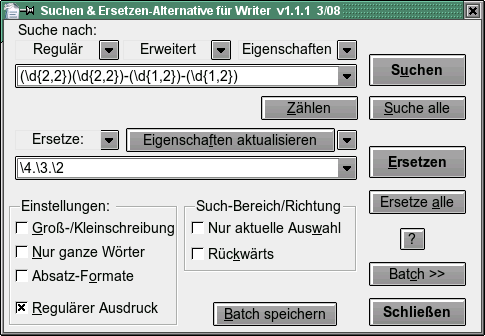 Suchen & Ersetzen-Alternative für Writer v1.1.1 3/08
Suche nach:
Regulär Erweitert Eigenschaften
(\d{2,2})(\d{2,2})-(\d{1,2})-(\d{1,2})
Suchen
Zählen Suche alle
Ersetze: Eigenschaften aktualisieren
\4.\3.\2
Ersetzen
Einstellungen: Such-Bereich/Richtung Ersetze alle
Groß-/Kleinschreibung Nur aktuelle Auswahl
Nur ganze Wörter Rückwärts ?
Absatz-Formate Batch >>
Regulärer Ausdruck Batch speichern Schließen